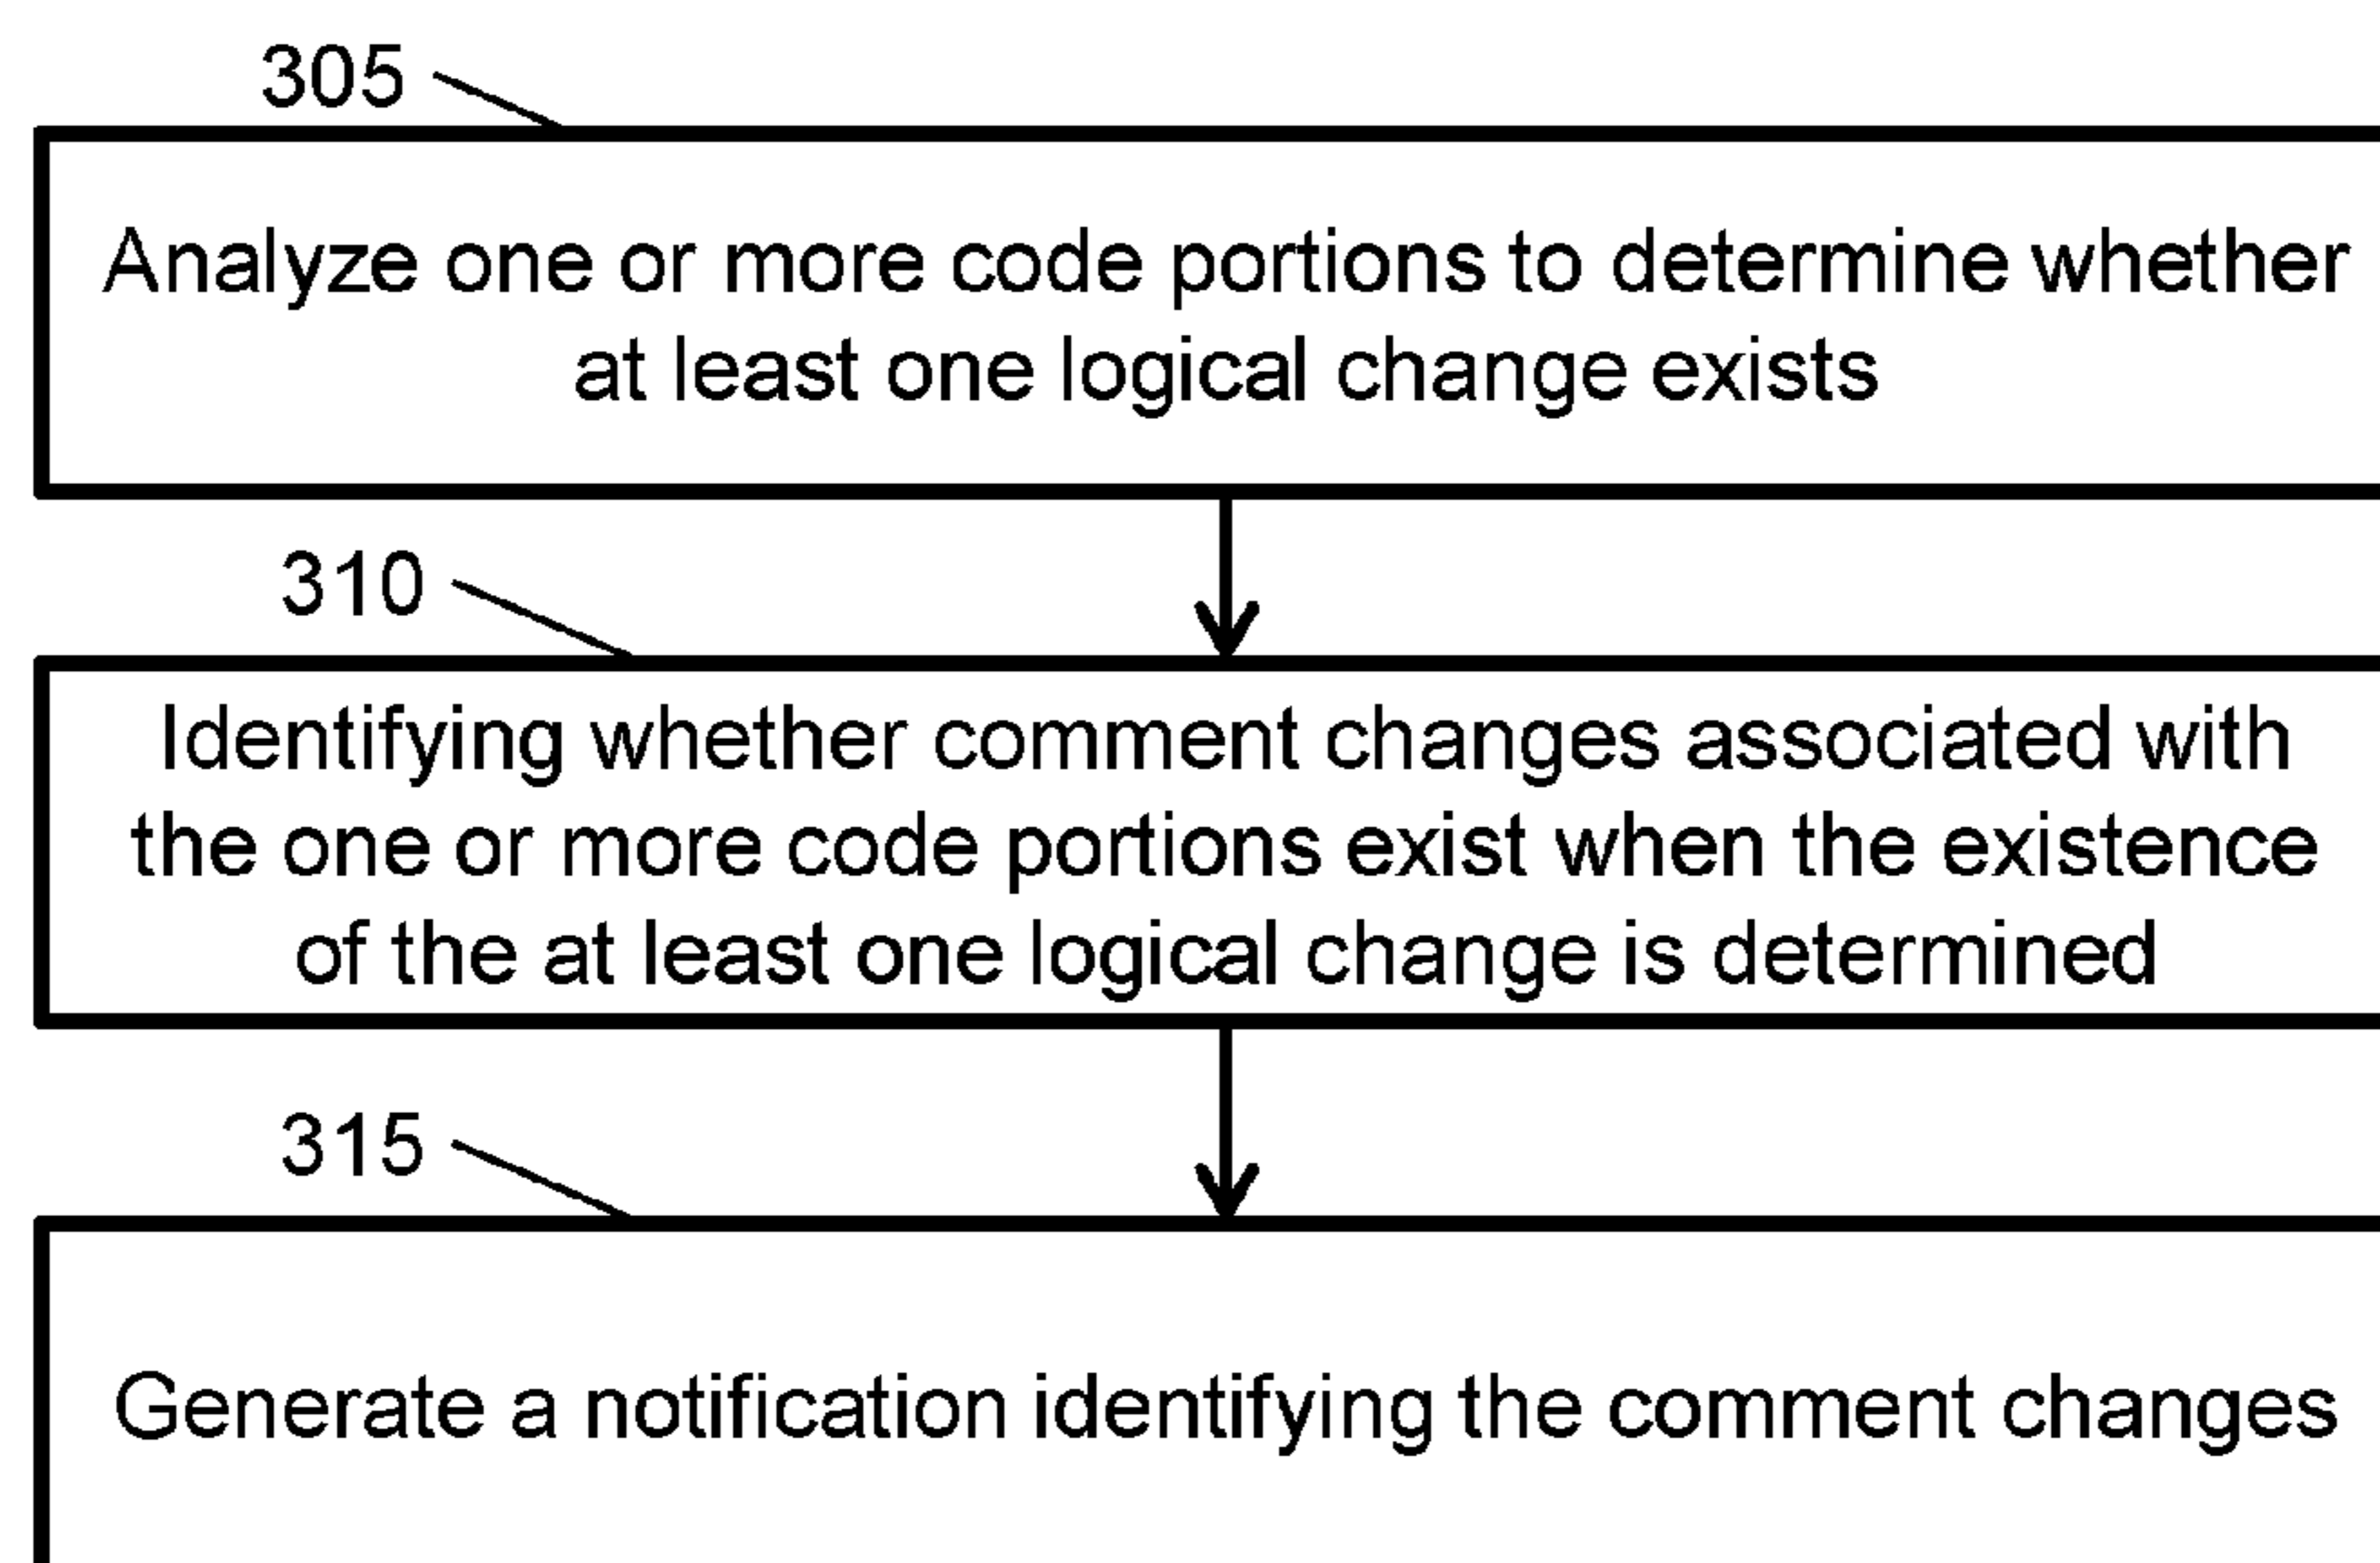 305
Analyze one or more code portions to determine whether
at least one logical change exists
310
Identifying whether comment changes associated with
the one or more code portions exist when the existence
of the at least one logical change is determined
315
Generate a notification identifying the comment changes